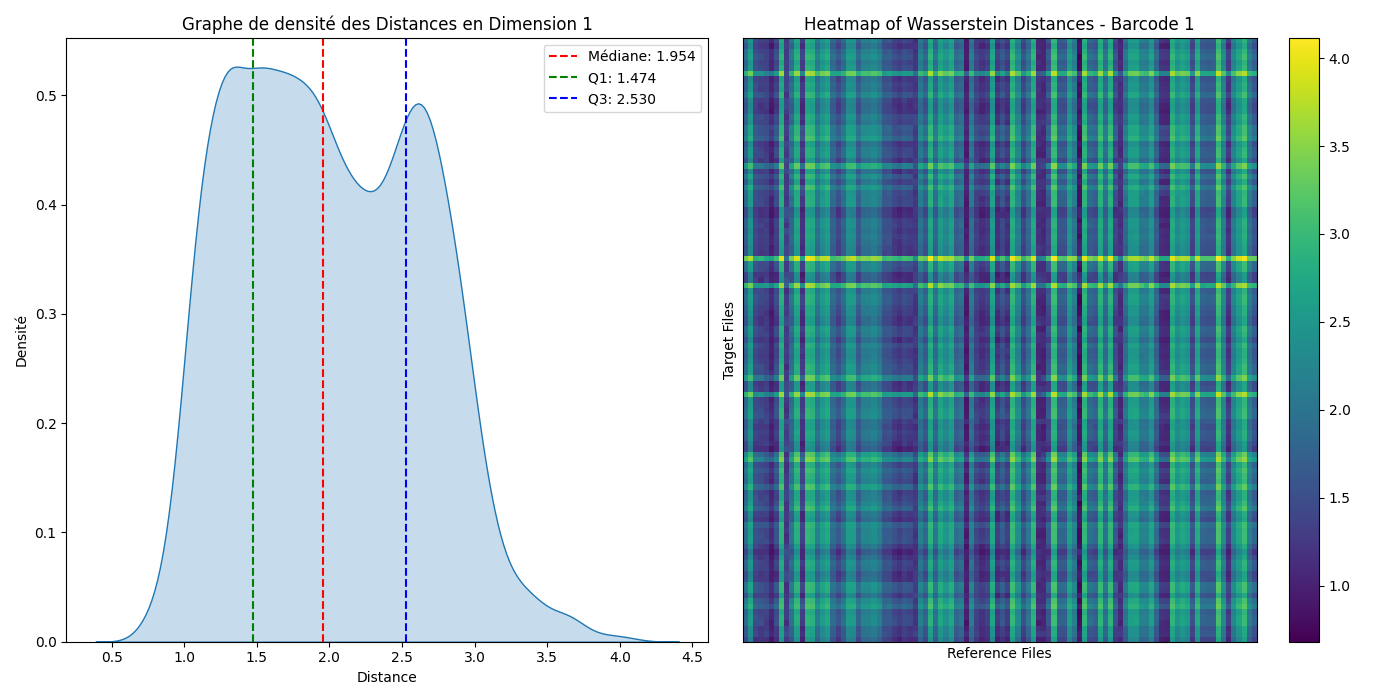 Graphe de densité des Distances en Dimension 1
Médiane: 1.954
Q1: 1.474
Q3: 2.530
Densité
0.5
0.4
0.3
0.2
0.1
0.0
0.5 1.0 1.5 2.0 2.5 3.0 3.5 4.0 4.5
Distance
Heatmap of Wasserstein Distances - Barcode 1
Target Files
Reference Files
4.0
3.5
3.0
2.5
2.0
1.5
1.0